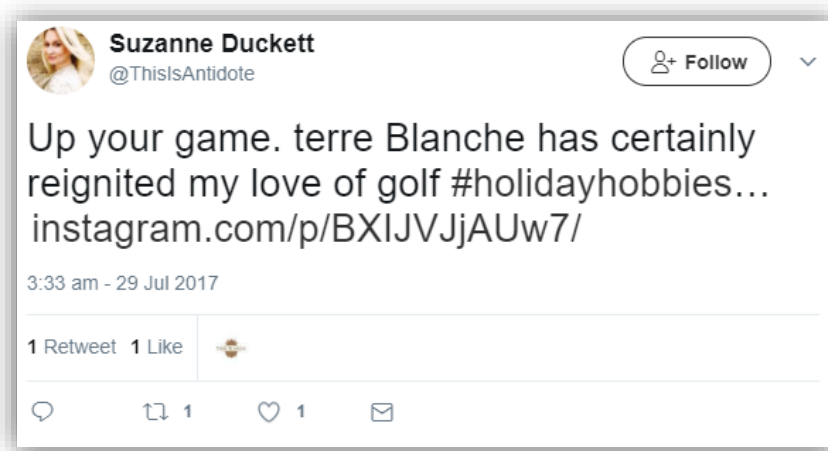 Suzanne Duckett
@ThisIsAntidote
Follow
Up your game. terre Blanche has certainly
reignited my love of golf #holidayhobbies…
instagram.com/p/BXIJVJjAUw7/
3:33 am - 29 Jul 2017
1 Retweet 1 Like
1 1